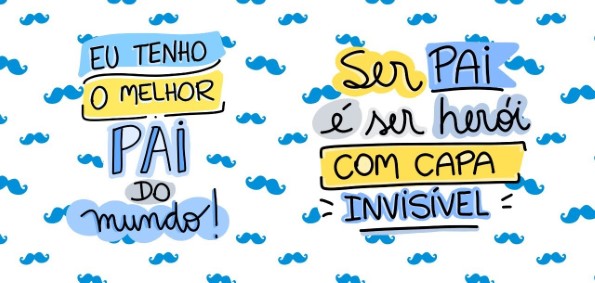 EU TENHO
O MELHOR
PAI
DO
mundo!
Ser PAI
é ser herói
COM CAPA
INVISÍVEL